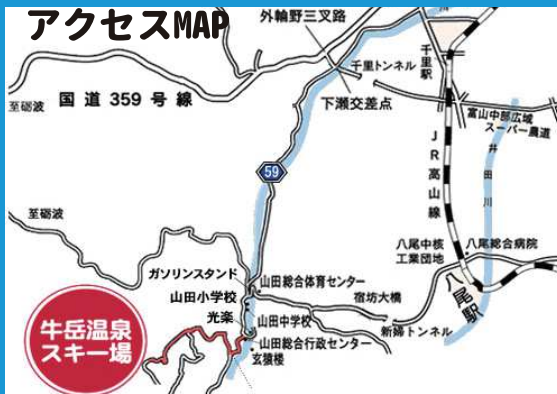 アクセスMAP
外輪野三叉路
千里トンネル
千里駅
至砺波
国道359号線
下瀬交差点
富山中部広域
スーパー農道
59
JR高山線
井田川
至砺波
八尾中核
工業団地
八尾総合病院
ガソリンスタンド
山田総合体育センター
八尾駅
山田小学校
宿坊大橋
光楽
山田中学校
新婦トンネル
牛岳温泉
スキー場
山田総合行政センター
玄猿楼